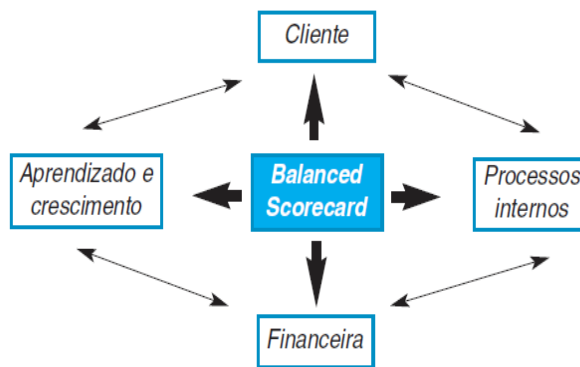 Cliente
Aprendizado e
crescimento
Balanced
Scorecard
Processos
internos
Financeira